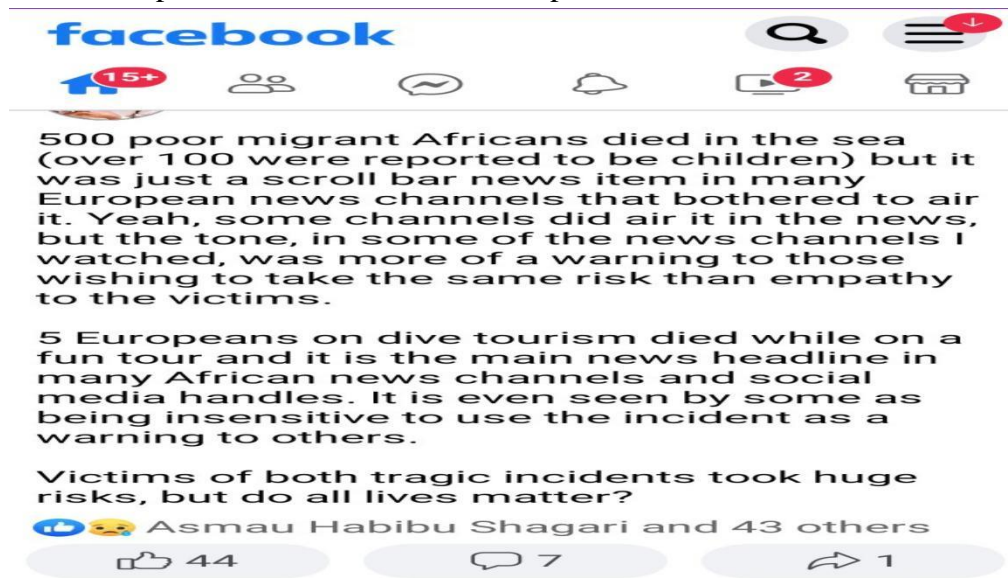 facebook
15+
2
500 poor migrant Africans died in the sea
(over 100 were reported to be children) but it
was just a scroll bar news item in many
European news channels that bothered to air
it. Yeah, some channels did air it in the news,
but the tone, in some of the news channels I
watched, was more of a warning to those
wishing to take the same risk than empathy
to the victims.
5 Europeans on dive tourism died while on a
fun tour and it is the main news headline in
many African news channels and social
media handles. It is even seen by some as
being insensitive to use the incident as a
warning to others.
Victims of both tragic incidents took huge
risks, but do all lives matter?
Asmau Habibu Shagari and 43 others
44
7
1